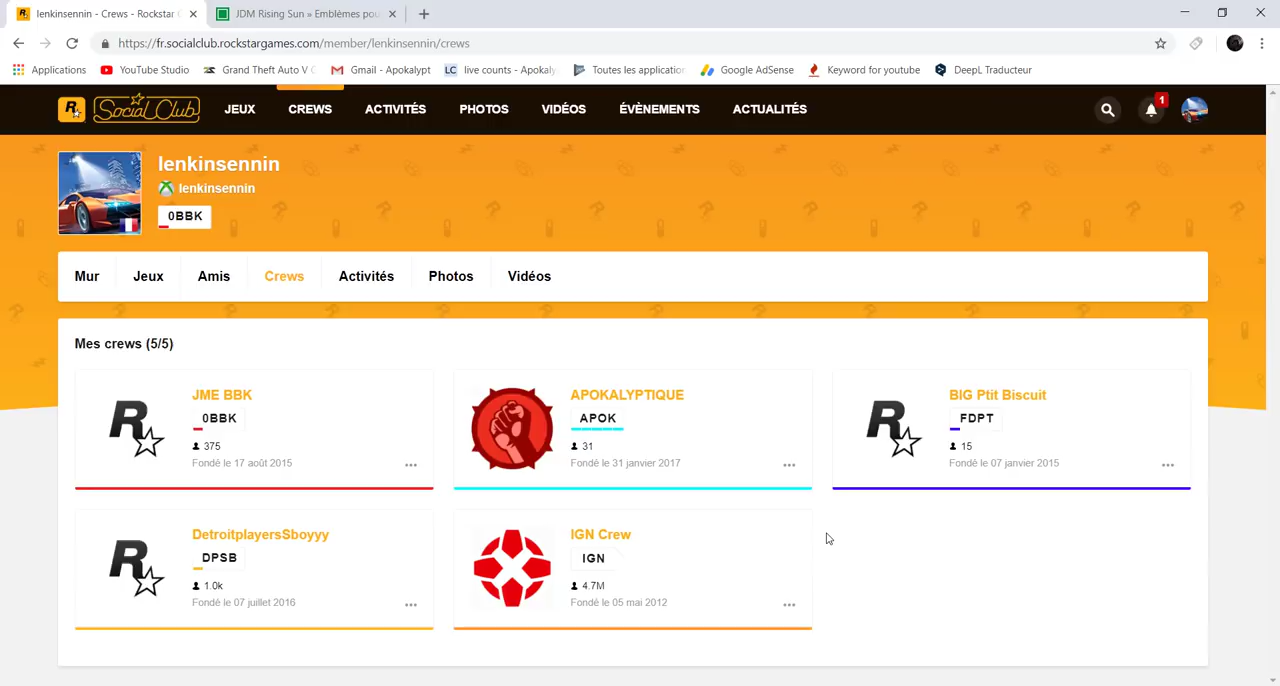 lenkinsennin - Crews - Rockstar
JDM Rising Sun » Emblèmes pou
https://fr.socialclub.rockstargames.com/member/lenkinsennin/crews
Applications YouTube Studio Grand Theft Auto V Gmail - Apokalypt LC live counts - Apokaly Toutes les application Google AdSense Keyword for youtube DeepL Traducteur
R Social Club JEUX CREWS ACTIVITÉS PHOTOS VIDÉOS ÉVÈNEMENTS ACTUALITÉS 1
lenkinsennin
lenkinsennin
0BBK
Mur Jeux Amis Crews Activités Photos Vidéos
Mes crews (5/5)
JME BBK
0BBK
375
Fondé le 17 août 2015
APOKALYPTIQUE
APOK
31
Fondé le 31 janvier 2017
BIG Ptit Biscuit
FDPT
15
Fondé le 07 janvier 2015
DetroitplayersSboyyy
DPSB
1.0k
Fondé le 07 juillet 2016
IGN Crew
IGN
4.7M
Fondé le 05 mai 2012